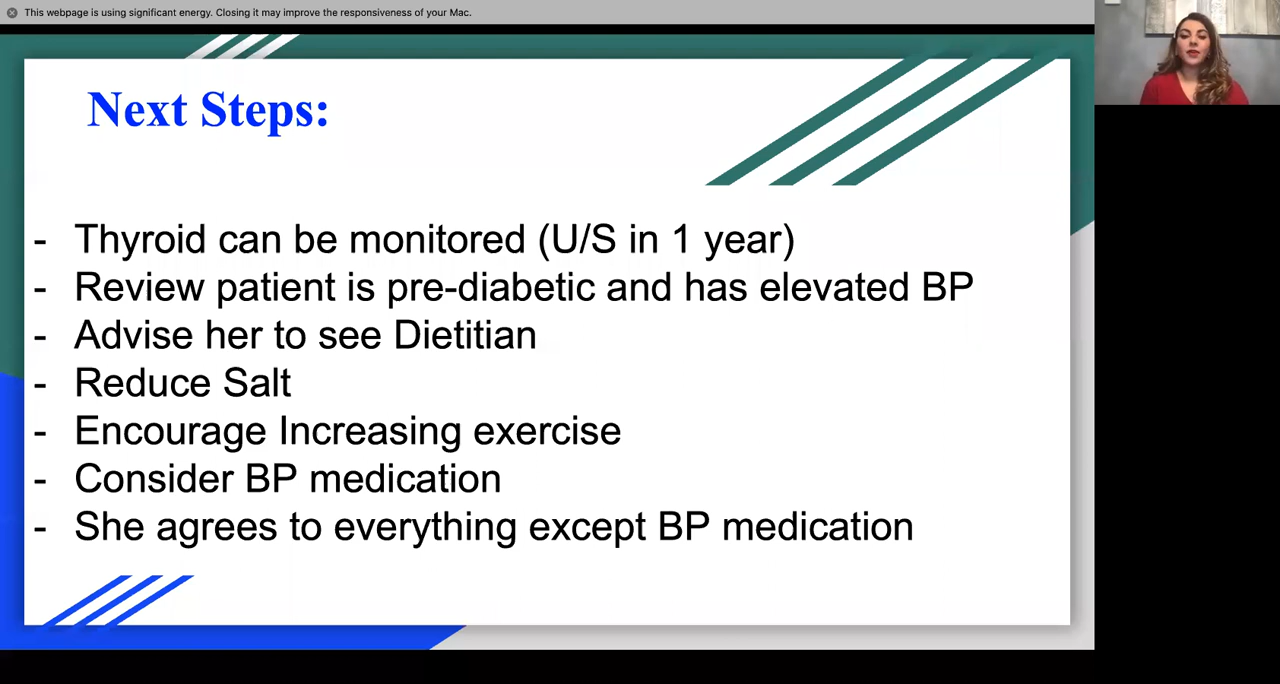 This webpage is using significant energy. Closing it may improve the responsiveness of your Mac.
Next Steps:
- Thyroid can be monitored (U/S in 1 year)
- Review patient is pre-diabetic and has elevated BP
- Advise her to see Dietitian
- Reduce Salt
- Encourage Increasing exercise
- Consider BP medication
- She agrees to everything except BP medication